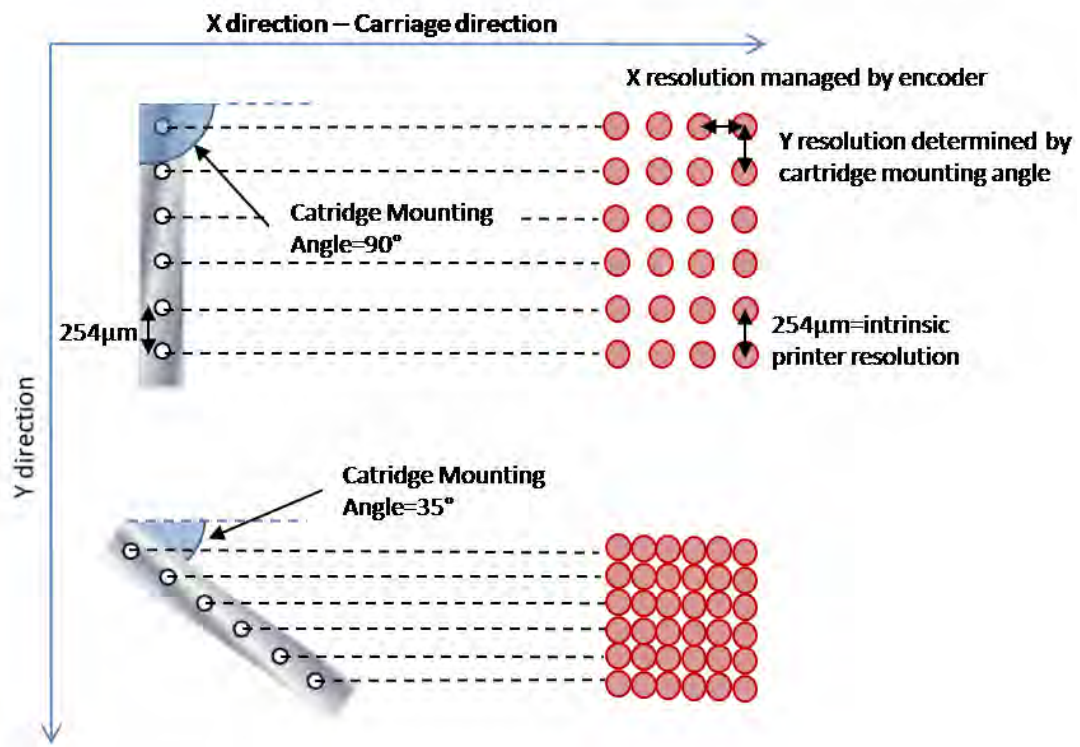 X direction – Carriage direction
X resolution managed by encoder
Y resolution determined by
cartridge mounting angle
Catridge Mounting
Angle=90°
254µm
254µm=intrinsic
printer resolution
Y direction
Catridge Mounting
Angle=35°